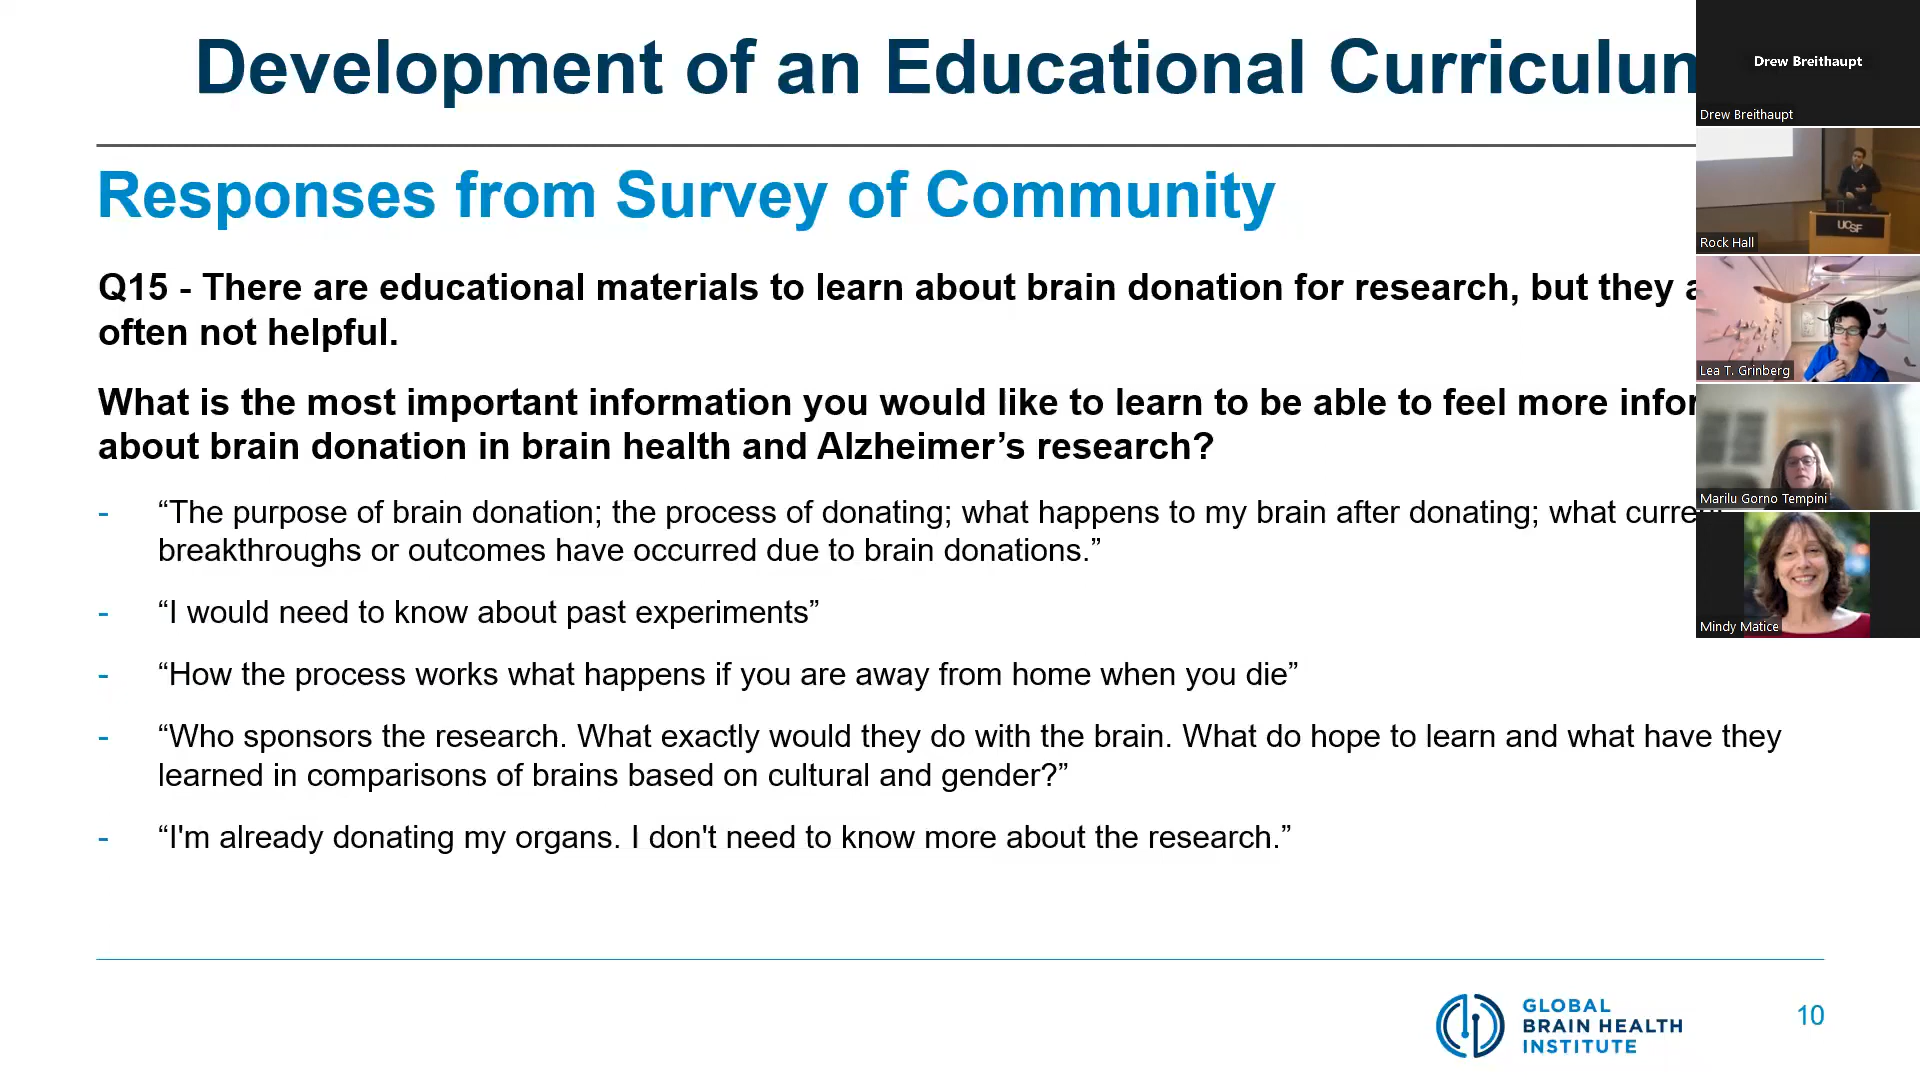 Development of an Educational Curriculum
Responses from Survey of Community
Q15 - There are educational materials to learn about brain donation for research, but they a
often not helpful.
What is the most important information you would like to learn to be able to feel more infor
about brain donation in brain health and Alzheimer’s research?
- “The purpose of brain donation; the process of donating; what happens to my brain after donating; what current
breakthroughs or outcomes have occurred due to brain donations.”
- “I would need to know about past experiments”
- “How the process works what happens if you are away from home when you die”
- “Who sponsors the research. What exactly would they do with the brain. What do hope to learn and what have they
learned in comparisons of brains based on cultural and gender?”
- “I'm already donating my organs. I don't need to know more about the research.”
GLOBAL
BRAIN HEALTH
INSTITUTE
10
Drew Breithaupt
Drew Breithaupt
UCSF
Rock Hall
Lea T. Grinberg
Marilu Gorno Tempini
Mindy Matice